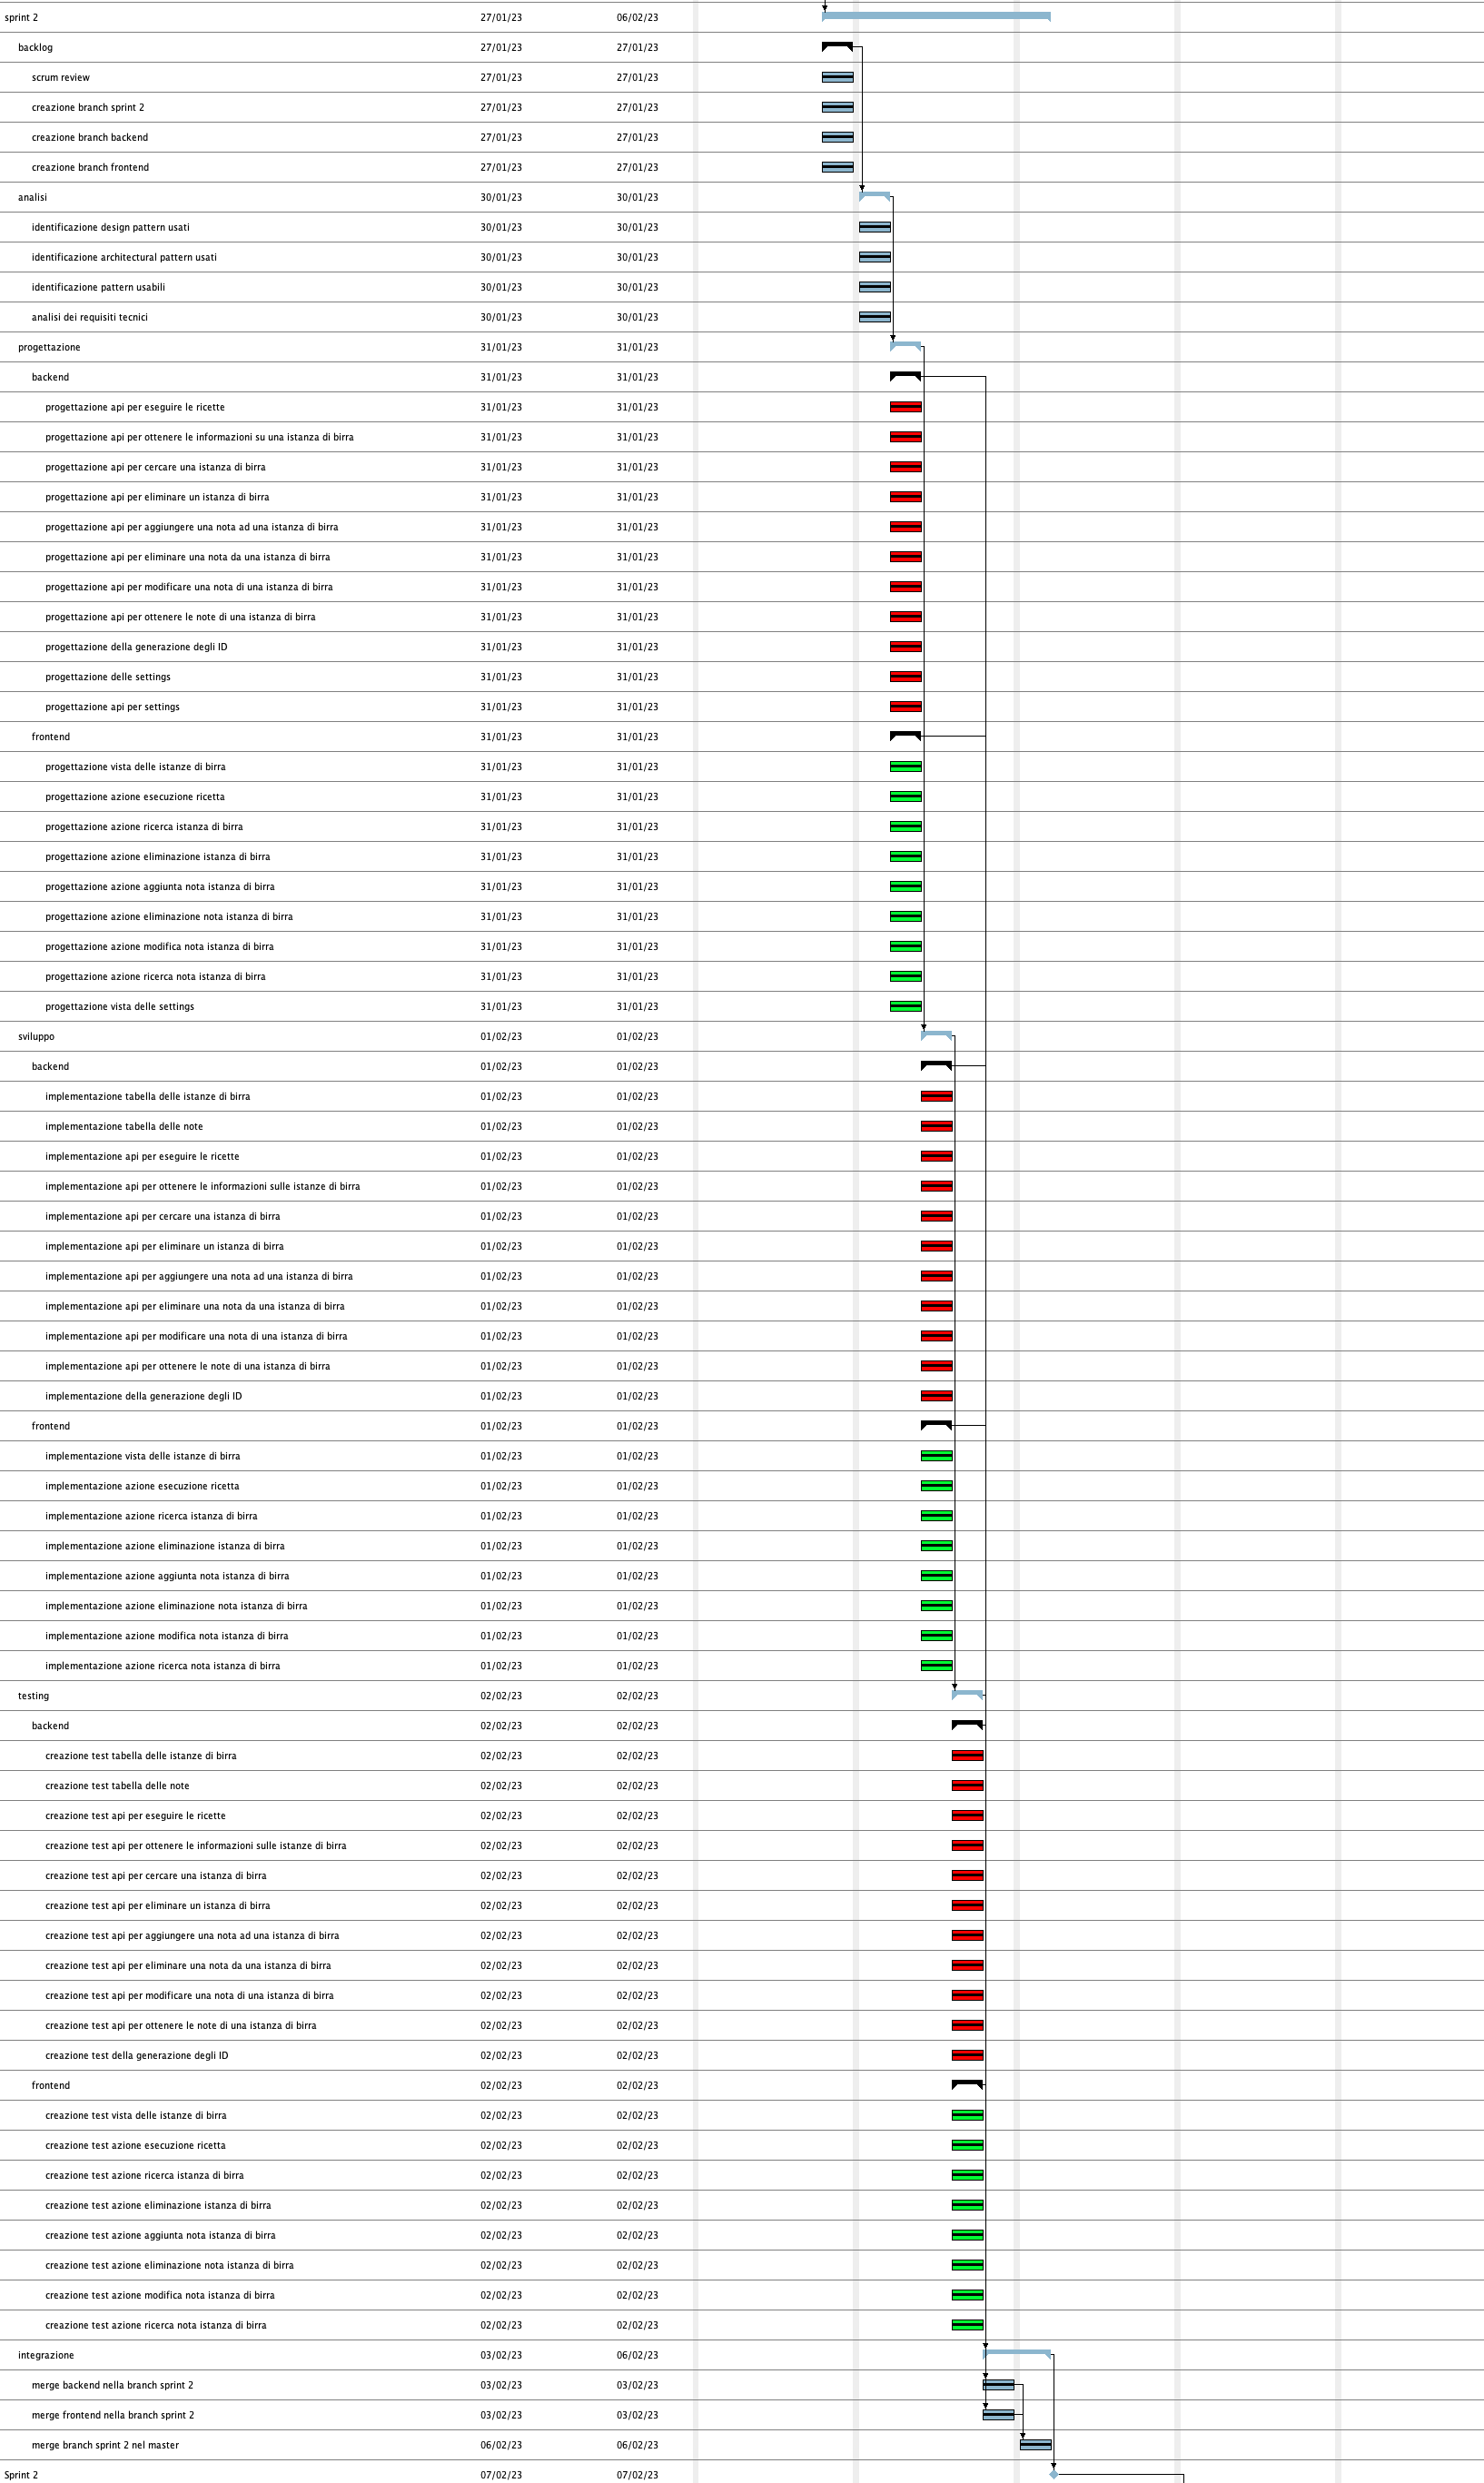 sprint 2 27/01/23 06/02/23
backlog 27/01/23 27/01/23
scrum review 27/01/23 27/01/23
creazione branch sprint 2 27/01/23 27/01/23
creazione branch backend 27/01/23 27/01/23
creazione branch frontend 27/01/23 27/01/23
analisi 30/01/23 30/01/23
identificazione design pattern usati 30/01/23 30/01/23
identificazione architectural pattern usati 30/01/23 30/01/23
identificazione pattern usabili 30/01/23 30/01/23
analisi dei requisiti tecnici 30/01/23 30/01/23
progettazione 31/01/23 31/01/23
backend 31/01/23 31/01/23
progettazione api per eseguire le ricette 31/01/23 31/01/23
progettazione api per ottenere le informazioni su una istanza di birra 31/01/23 31/01/23
progettazione api per cercare una istanza di birra 31/01/23 31/01/23
progettazione api per eliminare un istanza di birra 31/01/23 31/01/23
progettazione api per aggiungere una nota ad una istanza di birra 31/01/23 31/01/23
progettazione api per eliminare una nota da una istanza di birra 31/01/23 31/01/23
progettazione api per modificare una nota di una istanza di birra 31/01/23 31/01/23
progettazione api per ottenere le note di una istanza di birra 31/01/23 31/01/23
progettazione della generazione degli ID 31/01/23 31/01/23
progettazione delle settings 31/01/23 31/01/23
progettazione api per settings 31/01/23 31/01/23
frontend 31/01/23 31/01/23
progettazione vista delle istanze di birra 31/01/23 31/01/23
progettazione azione esecuzione ricetta 31/01/23 31/01/23
progettazione azione ricerca istanza di birra 31/01/23 31/01/23
progettazione azione eliminazione istanza di birra 31/01/23 31/01/23
progettazione azione aggiunta nota istanza di birra 31/01/23 31/01/23
progettazione azione eliminazione nota istanza di birra 31/01/23 31/01/23
progettazione azione modifica nota istanza di birra 31/01/23 31/01/23
progettazione azione ricerca nota istanza di birra 31/01/23 31/01/23
progettazione vista delle settings 31/01/23 31/01/23
sviluppo 01/02/23 01/02/23
backend 01/02/23 01/02/23
implementazione tabella delle istanze di birra 01/02/23 01/02/23
implementazione tabella delle note 01/02/23 01/02/23
implementazione api per eseguire le ricette 01/02/23 01/02/23
implementazione api per ottenere le informazioni sulle istanze di birra 01/02/23 01/02/23
implementazione api per cercare una istanza di birra 01/02/23 01/02/23
implementazione api per eliminare un istanza di birra 01/02/23 01/02/23
implementazione api per aggiungere una nota ad una istanza di birra 01/02/23 01/02/23
implementazione api per eliminare una nota da una istanza di birra 01/02/23 01/02/23
implementazione api per modificare una nota di una istanza di birra 01/02/23 01/02/23
implementazione api per ottenere le note di una istanza di birra 01/02/23 01/02/23
implementazione della generazione degli ID 01/02/23 01/02/23
frontend 01/02/23 01/02/23
implementazione vista delle istanze di birra 01/02/23 01/02/23
implementazione azione esecuzione ricetta 01/02/23 01/02/23
implementazione azione ricerca istanza di birra 01/02/23 01/02/23
implementazione azione eliminazione istanza di birra 01/02/23 01/02/23
implementazione azione aggiunta nota istanza di birra 01/02/23 01/02/23
implementazione azione eliminazione nota istanza di birra 01/02/23 01/02/23
implementazione azione modifica nota istanza di birra 01/02/23 01/02/23
implementazione azione ricerca nota istanza di birra 01/02/23 01/02/23
testing 02/02/23 02/02/23
backend 02/02/23 02/02/23
creazione test tabella delle istanze di birra 02/02/23 02/02/23
creazione test tabella delle note 02/02/23 02/02/23
creazione test api per eseguire le ricette 02/02/23 02/02/23
creazione test api per ottenere le informazioni sulle istanze di birra 02/02/23 02/02/23
creazione test api per cercare una istanza di birra 02/02/23 02/02/23
creazione test api per eliminare un istanza di birra 02/02/23 02/02/23
creazione test api per aggiungere una nota ad una istanza di birra 02/02/23 02/02/23
creazione test api per eliminare una nota da una istanza di birra 02/02/23 02/02/23
creazione test api per modificare una nota di una istanza di birra 02/02/23 02/02/23
creazione test api per ottenere le note di una istanza di birra 02/02/23 02/02/23
creazione test della generazione degli ID 02/02/23 02/02/23
frontend 02/02/23 02/02/23
creazione test vista delle istanze di birra 02/02/23 02/02/23
creazione test azione esecuzione ricetta 02/02/23 02/02/23
creazione test azione ricerca istanza di birra 02/02/23 02/02/23
creazione test azione eliminazione istanza di birra 02/02/23 02/02/23
creazione test azione aggiunta nota istanza di birra 02/02/23 02/02/23
creazione test azione eliminazione nota istanza di birra 02/02/23 02/02/23
creazione test azione modifica nota istanza di birra 02/02/23 02/02/23
creazione test azione ricerca nota istanza di birra 02/02/23 02/02/23
integrazione 03/02/23 06/02/23
merge backend nella branch sprint 2 03/02/23 03/02/23
merge frontend nella branch sprint 2 03/02/23 03/02/23
merge branch sprint 2 nel master 06/02/23 06/02/23
Sprint 2 07/02/23 07/02/23